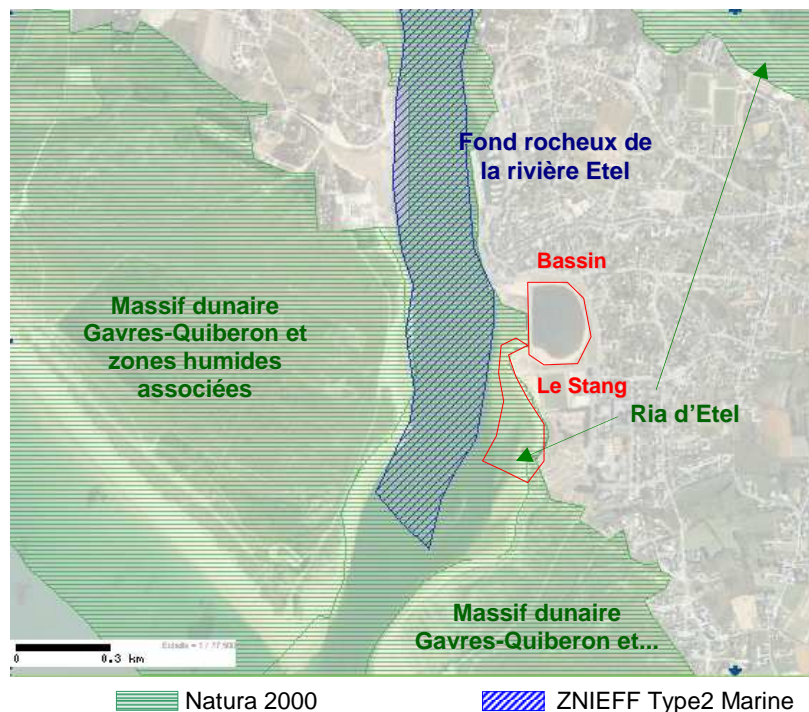 Fond rocheux de
la rivière Etel
Bassin
Massif dunaire
Gavres-Quiberon et
zones humides
associées
Le Stang
Ria d'Etel
Massif dunaire
Gavres-Quiberon et...
0 0.3 km
Natura 2000
ZNIEFF Type2 Marine